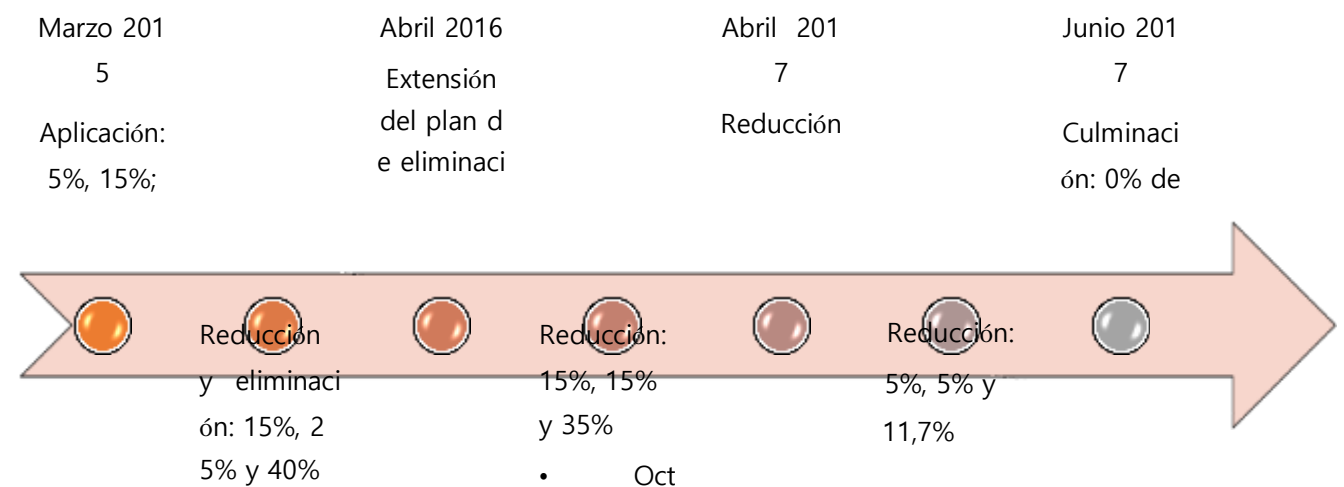 Marzo 201
5
Aplicación:
5%, 15%;
Abril 2016
Extensión
del plan d
e eliminaci
Abril 201
7
Reducción
Junio 201
7
Culminaci
ón: 0% de
Reducción
y eliminaci
ón: 15%, 2
5% y 40%
Reducción:
15%, 15%
y 35%
• Oct
Reducción:
5%, 5% y
11,7%